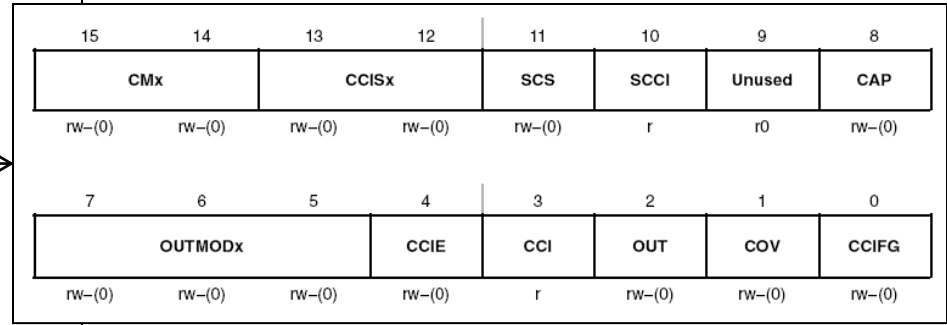 15 14 13 12 11 10 9 8
CMx CCISx SCS SCCI Unused CAP
rw–(0) rw–(0) rw–(0) rw–(0) rw–(0) r r0 rw–(0)
7 6 5 4 3 2 1 0
OUTMODx CCIE CCI OUT COV CCIFG
rw–(0) rw–(0) rw–(0) rw–(0) r rw–(0) rw–(0) rw–(0)